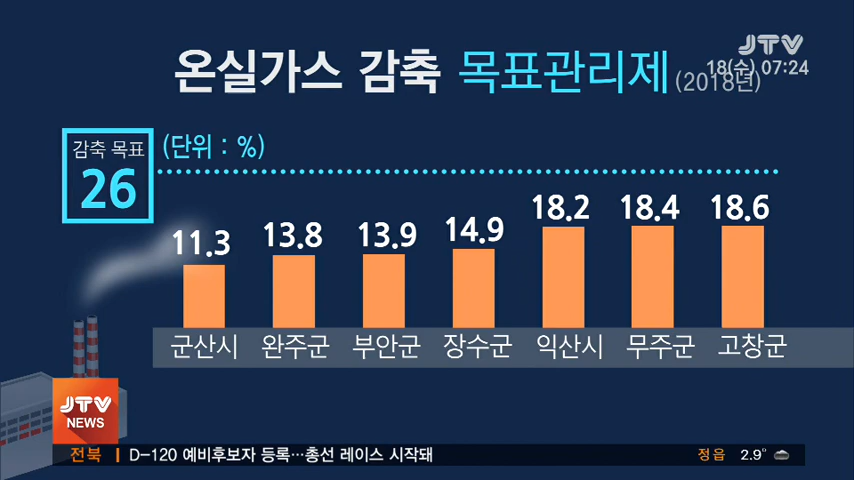 JTV
18(수) 07:24
온실가스 감축 목표관리제 (2018년)
감축 목표
26
(단위 : %)
11.3 13.8 13.9 14.9 18.2 18.4 18.6
군산시 완주군 부안군 장수군 익산시 무주군 고창군
JTV
NEWS
전북 | D-120 예비후보자 등록…총선 레이스 시작돼 정읍 2.9°